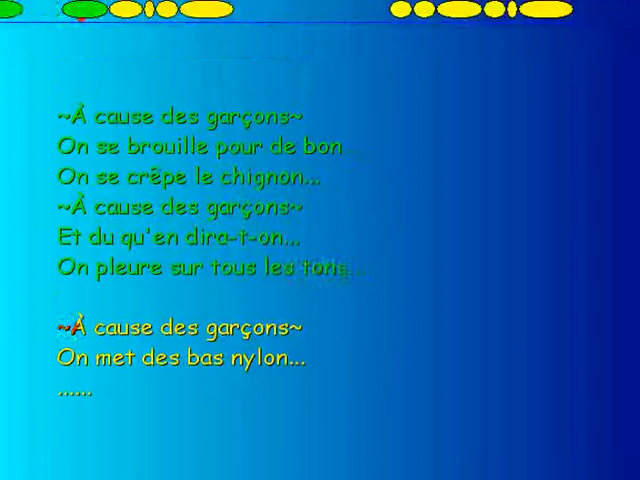 ~À cause des garçons~
On se brouille pour de bon...
On se crêpe le chignon...
~À cause des garçons~
Et du qu'en dira-t-on...
On pleure sur tous les tons...
~À cause des garçons~
On met des bas nylon...
......